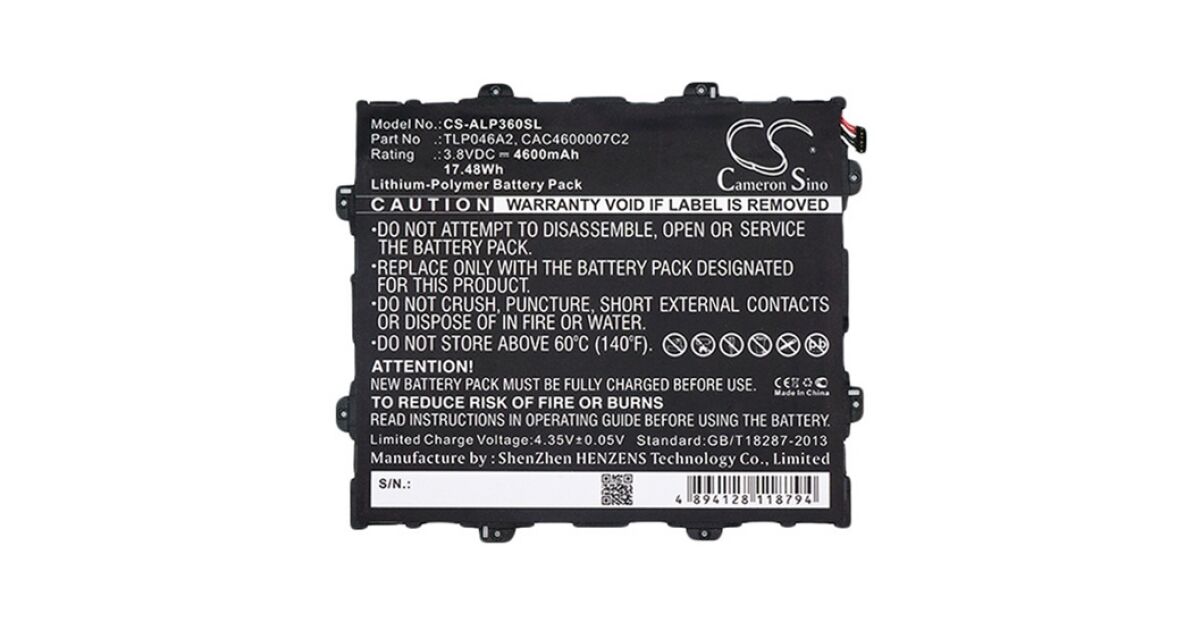 Model No.:CS-ALP360SL
Part No .:TLP046A2, CAC4600007C2
Rating .:3.8VDC ⎓ 4600mAh
17.48Wh
Lithium-Polymer Battery Pack
CS
®
Cameron Sino
CAUTION WARRANTY VOID IF LABEL IS REMOVED
•DO NOT ATTEMPT TO DISASSEMBLE, OPEN OR SERVICE
THE BATTERY PACK.
•REPLACE ONLY WITH THE BATTERY PACK DESIGNATED
FOR THIS PRODUCT.
•DO NOT CRUSH, PUNCTURE, SHORT EXTERNAL CONTACTS
OR DISPOSE OF IN FIRE OR WATER.
•DO NOT STORE ABOVE 60°C (140°F). Pb
ATTENTION!
NEW BATTERY PACK MUST BE FULLY CHARGED BEFORE USE.
CE
Made In China
TO REDUCE RISK OF FIRE OR BURNS
READ INSTRUCTIONS IN OPERATING GUIDE BEFORE USING THE BATTERY.
Limited Charge Voltage:4.35V±0.05V Standard:GB/T18287-2013
Manufacture by : ShenZhen HENZENS Technology Co., Limited
S/N.:
4 894128 118794